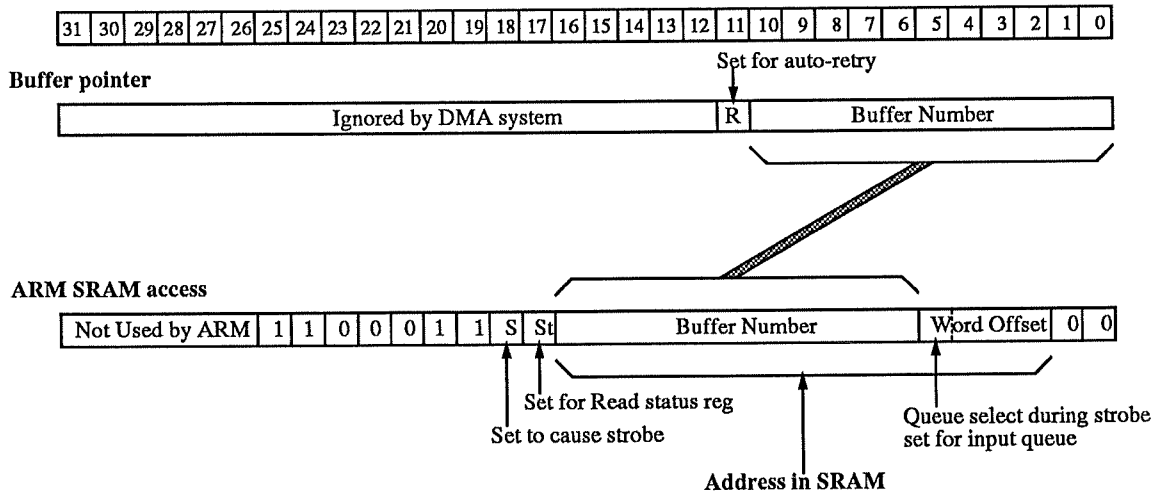 31 30 29 28 27 26 25 24 23 22 21 20 19 18 17 16 15 14 13 12 11 10 9 8 7 6 5 4 3 2 1 0
Set for auto-retry
Buffer pointer
Ignored by DMA system R Buffer Number
ARM SRAM access
Not Used by ARM 1 1 0 0 0 1 1 S St Buffer Number Word Offset 0 0
Set for Read status reg
Set to cause strobe
Queue select during strobe
set for input queue
Address in SRAM